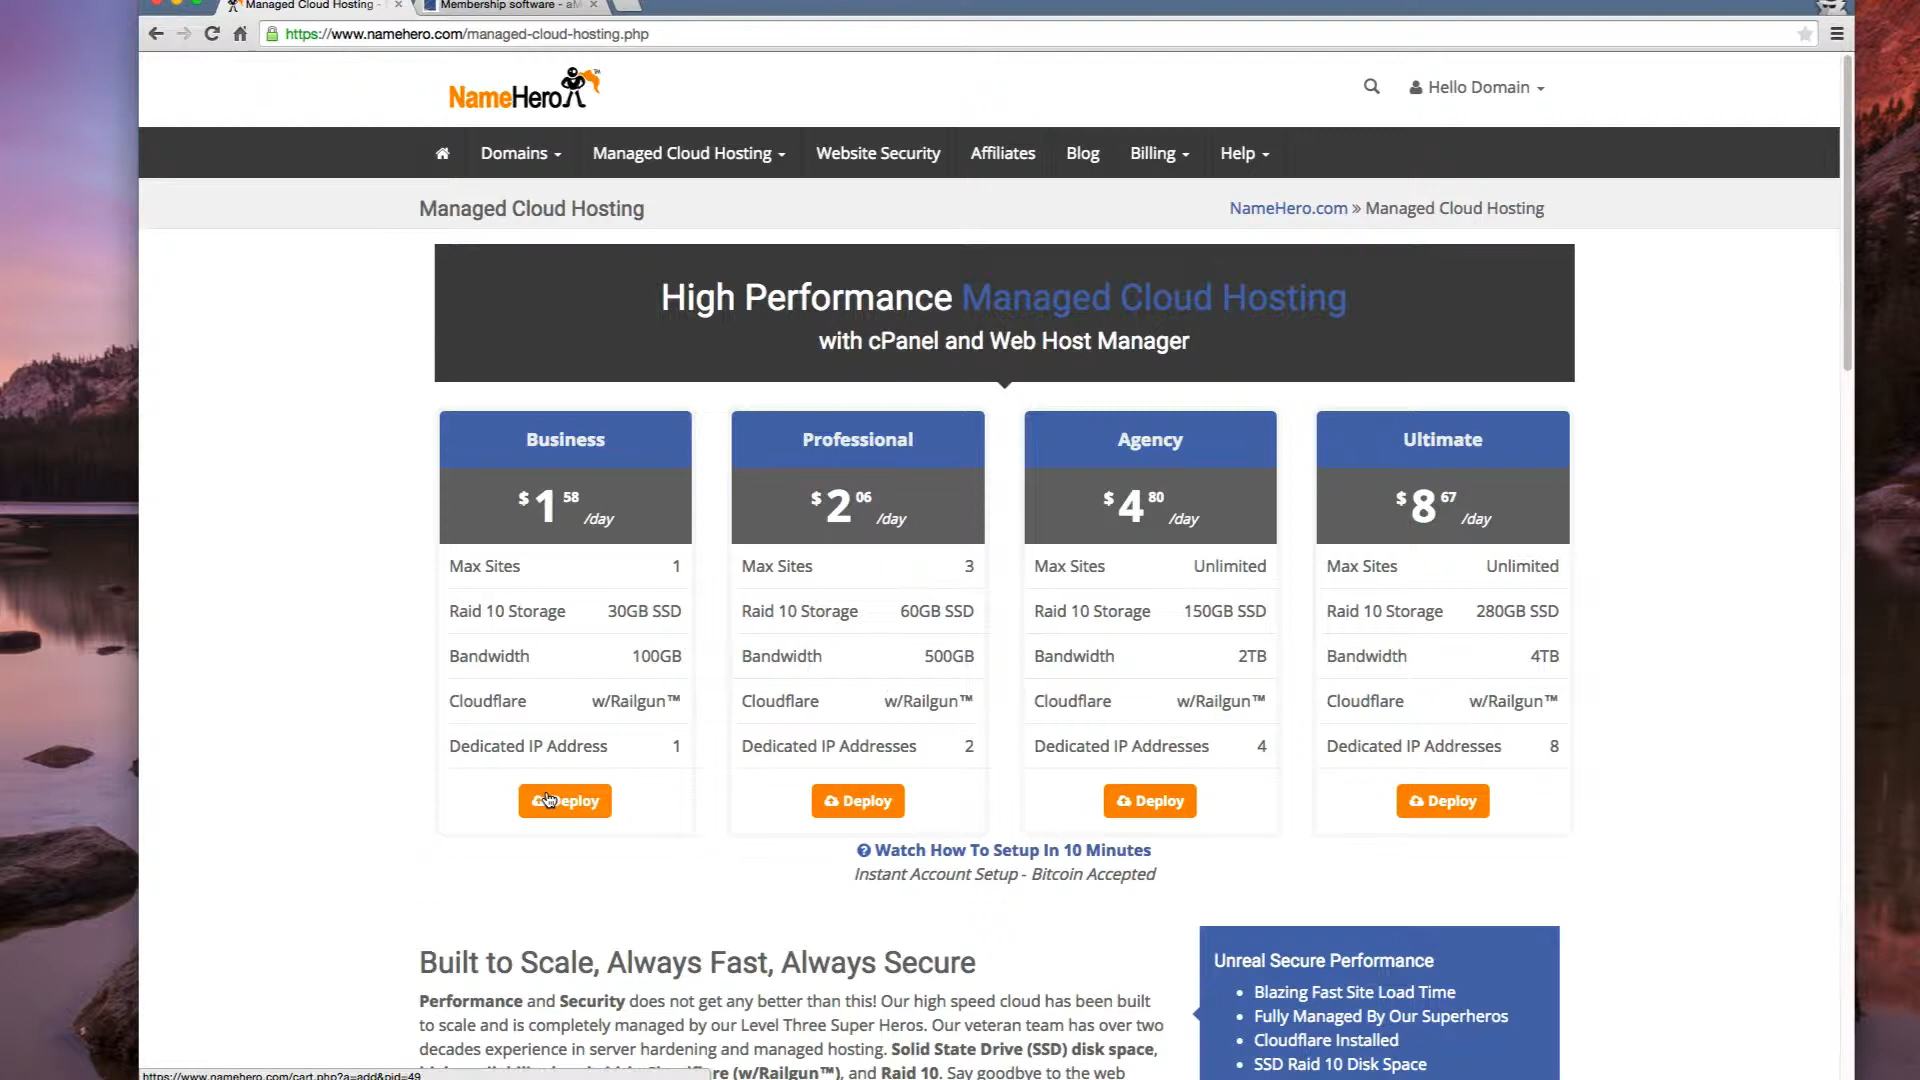 Managed Cloud Hosting -
Membership software - aM
https://www.namehero.com/managed-cloud-hosting.php
NameHero™
Hello Domain
Domains Managed Cloud Hosting Website Security Affiliates Blog Billing Help
Managed Cloud Hosting
NameHero.com » Managed Cloud Hosting
High Performance Managed Cloud Hosting
with cPanel and Web Host Manager
Business
$ 1 58 /day
Max Sites 1
Raid 10 Storage 30GB SSD
Bandwidth 100GB
Cloudflare w/Railgun™
Dedicated IP Address 1
Deploy
Professional
$ 2 06 /day
Max Sites 3
Raid 10 Storage 60GB SSD
Bandwidth 500GB
Cloudflare w/Railgun™
Dedicated IP Addresses 2
Deploy
Agency
$ 4 80 /day
Max Sites Unlimited
Raid 10 Storage 150GB SSD
Bandwidth 2TB
Cloudflare w/Railgun™
Dedicated IP Addresses 4
Deploy
Ultimate
$ 8 67 /day
Max Sites Unlimited
Raid 10 Storage 280GB SSD
Bandwidth 4TB
Cloudflare w/Railgun™
Dedicated IP Addresses 8
Deploy
Watch How To Setup In 10 Minutes
Instant Account Setup - Bitcoin Accepted
Built to Scale, Always Fast, Always Secure
Performance and Security does not get any better than this! Our high speed cloud has been built
to scale and is completely managed by our Level Three Super Heros. Our veteran team has over two
decades experience in server hardening and managed hosting. Solid State Drive (SSD) disk space,
(w/Railgun™), and Raid 10. Say goodbye to the web
Unreal Secure Performance
• Blazing Fast Site Load Time
• Fully Managed By Our Superheros
• Cloudflare Installed
• SSD Raid 10 Disk Space
https://www.namehero.com/cart.php?a=add&pid=49